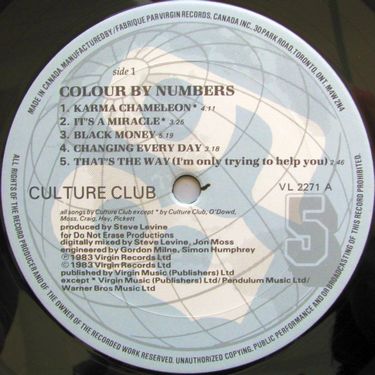 MADE IN CANADA MANUFACTURED BY / FABRIQUE PAR VIRGIN RECORDS, CANADA INC. 30 PARK ROAD, TORONTO, ONT. M4W 2N4
side 1
COLOUR BY NUMBERS
1. KARMA CHAMELEON* 4:11
2. IT'S A MIRACLE* 3:25
3. BLACK MONEY 5.19
4. CHANGING EVERY DAY 3.18
5. THAT'S THE WAY (I'm only trying to help you) 2:46
CULTURE CLUB
VL 2271 A
all songs by Culture Club except * by Culture Club, O'Dowd,
Moss, Craig, Hay, Pickett
produced by Steve Levine
for Do Not Erase Productions
digitally mixed by Steve Levine, Jon Moss
engineered by Gordon Milne, Simon Humphrey
℗ 1983 Virgin Records Ltd
© 1983 Virgin Records Ltd
published by Virgin Music (Publishers) Ltd
except * Virgin Music (Publishers) Ltd / Pendulum Music Ltd /
Warner Bros Music Ltd
5
ALL RIGHTS OF THE RECORD PRODUCER AND OF THE OWNER OF THE RECORDED WORK RESERVED. UNAUTHORIZED COPYING, PUBLIC PERFORMANCE AND/OR BROADCASTING OF THIS RECORD PROHIBITED.